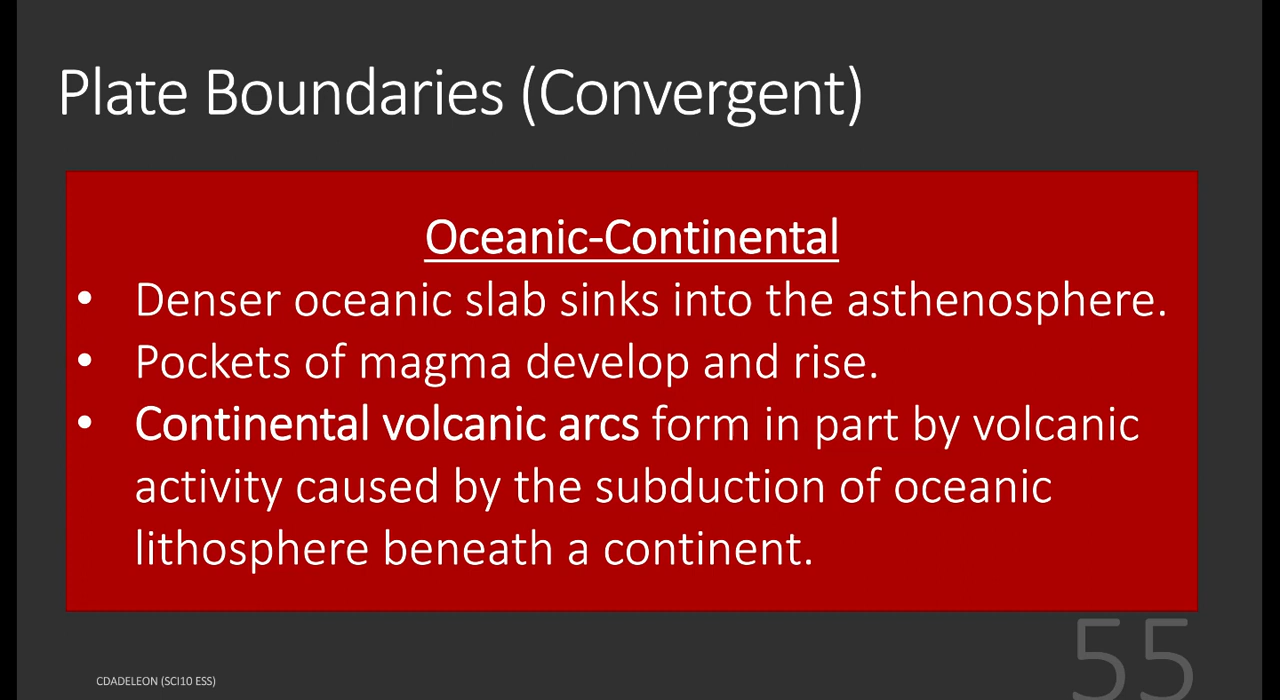 Plate Boundaries (Convergent)
Oceanic-Continental
• Denser oceanic slab sinks into the asthenosphere.
• Pockets of magma develop and rise.
• Continental volcanic arcs form in part by volcanic
activity caused by the subduction of oceanic
lithosphere beneath a continent.
55
CDADELEON (SCI10 ESS)